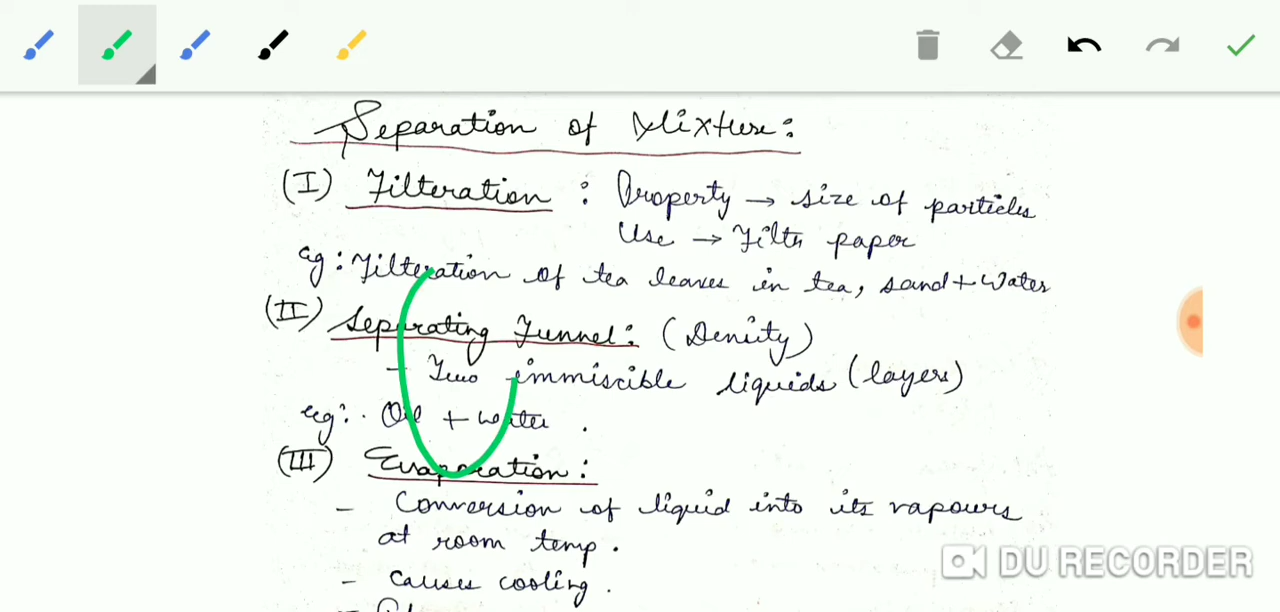 Separation of Mixture:
(I) Filteration : Property → size of particles
Use → Filtr paper
eg: Filteration of tea leaves in tea, sand + Water
(II) Separating Funnel: (Density)
- Two immiscible liquids (layers)
eg:. Oil + water .
(III) Evaporation:
- Conversion of liquid into its vapours
at room temp.
- Causes cooling.
DU RECORDER